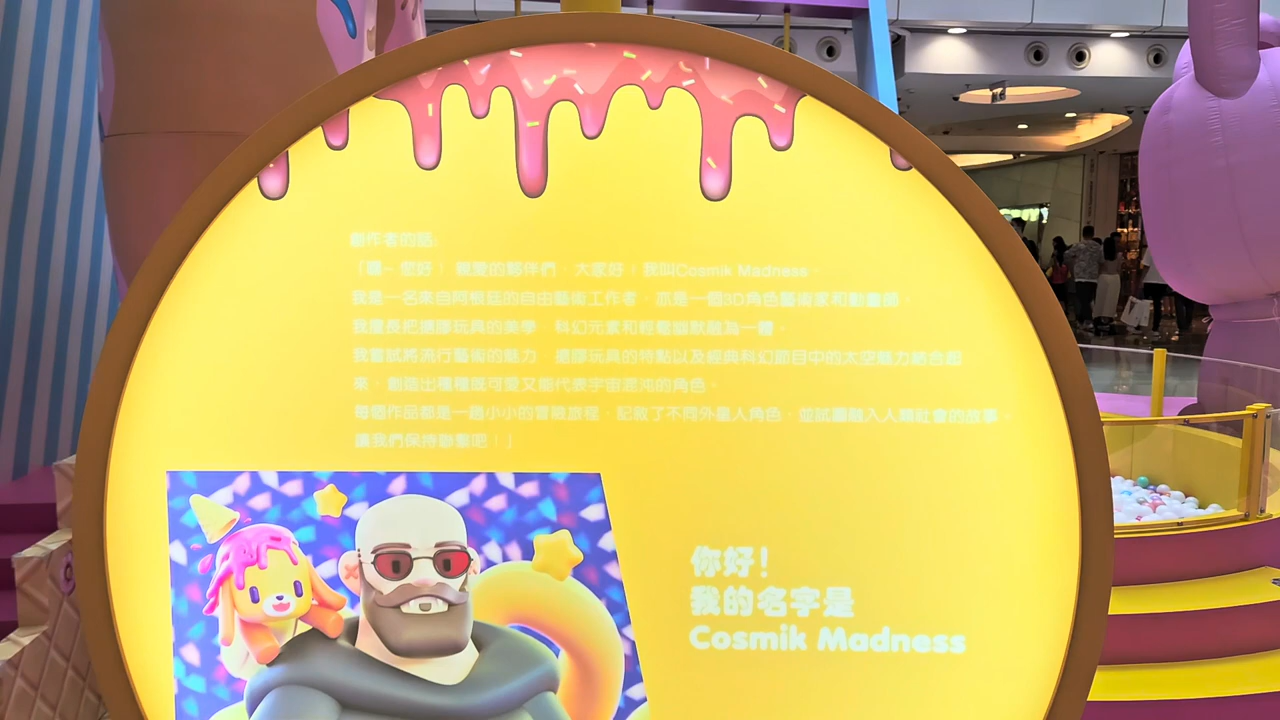 創作者的話:
「嘿~您好！ 親愛的夥伴們，大家好！我叫Cosmik Madness。
我是一名來自阿根廷的自由藝術工作者，亦是一個3D角色藝術家和動畫師。
我擅長把搪膠玩具的美學、科幻元素和輕鬆幽默融為一體。
我嘗試將流行藝術的魅力、搪膠玩具的特點以及經典科幻節目中的太空魅力結合起
來，創造出種種既可愛又能代表宇宙混沌的角色。
每個作品都是一趟小小的冒險旅程，記敘了不同外星人角色，並試圖融入人類社會的故事。
讓我們保持聯繫吧！」
你好！
我的名字是
Cosmik Madness